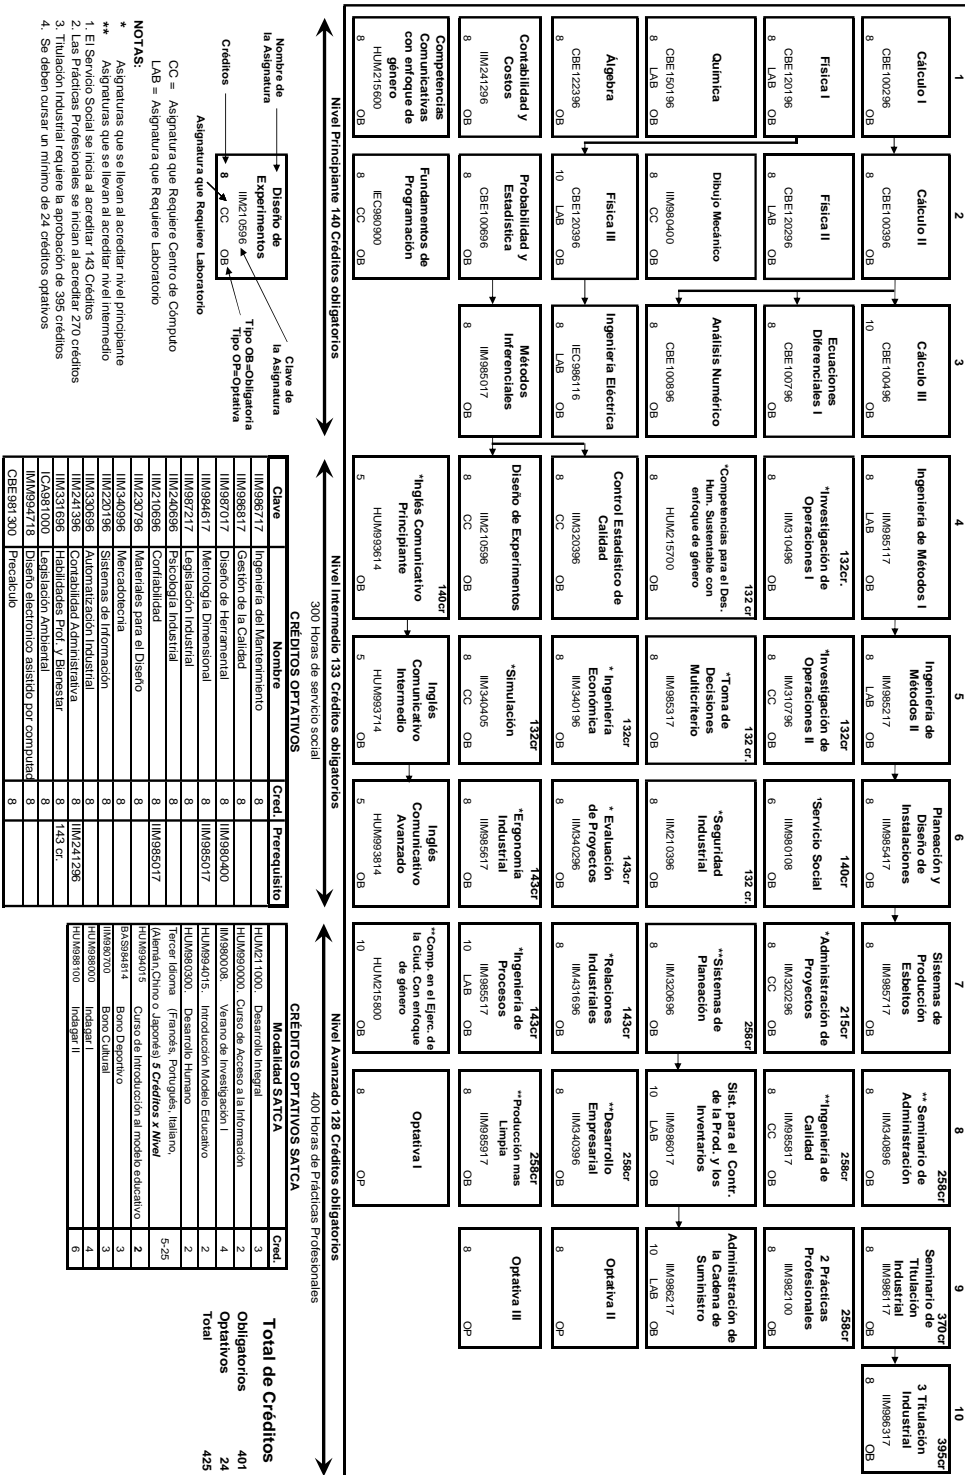 1
Cálculo I
CBE100296
8 OB
Física I
CBE120196
8 LAB OB
Química
CBE150196
8 LAB OB
Álgebra
CBE122396
8 OB
Contabilidad y
Costos
IIM241296
8 OB
Competencias
Comunicativas
con enfoque de
género
HUM215600
8 OB
2
Cálculo II
CBE100396
8 OB
Física II
CBE120296
8 LAB OB
Dibujo Mecánico
IIM980400
8 OB
Física III
CBE120396
10 LAB OB
Probabilidad y
Estadística
CBE100696
8 OB
Fundamentos de
Programación
IEC980900
8 CC OB
3
Cálculo III
CBE100496
10 OB
Ecuaciones
Diferenciales I
CBE100796
8 OB
Análisis Numérico
CBE100896
8 OB
Ingeniería Eléctrica
IEC986116
8 LAB OB
Métodos
Inferenciales
IIM985017
8 OB
4
Ingeniería de Métodos I
IIM985117
8 LAB OB
132cr.
*Investigación de
Operaciones I
IIM310496
8 OB
132 cr
*Competencias para el Des.
Hum. Sustentable con
enfoque de género
HUM215700
8 OB
Control Estadístico de
Calidad
IIM320396
8 CC OB
Diseño de Experimentos
IIM210596
8 CC OB
140cr
*Inglés Comunicativo
Principiante
HUM993614
5 OB
5
Ingeniería de
Métodos II
IIM985217
8 LAB OB
132cr
*Investigación de
Operaciones II
IIM310796
8 CC OB
132 cr.
*Toma de
Decisiones
Multicriterio
IIM985317
8 OB
132cr
* Ingeniería
Económica
IIM340196
8 OB
132cr
*Simulación
IIM340405
8 CC OB
Inglés
Comunicativo
Intermedio
HUM993714
5 OB
6
Planeación y
Diseño de
Instalaciones
IIM985417
8 OB
140cr
¹Servicio Social
IIM980108
6 OB
132 cr.
*Seguridad
Industrial
IIM210396
8 OB
143cr
* Evaluación
de Proyectos
IIM340296
8 OB
143cr
*Ergonomía
Industrial
IIM985617
8 OB
Inglés
Comunicativo
Avanzado
HUM993814
5 OB
7
Sistemas de
Producción
Esbeltos
IIM985717
8 OB
215cr
*Administración de
Proyectos
IIM320296
8 CC OB
258cr
**Sistemas de
Planeación
IIM320696
8 OB
143cr
*Relaciones
Industriales
IIM431696
8 OB
143cr
*Ingeniería de
Procesos
IIM985517
10 LAB OB
**Comp. en el Ejerc. de
la Ciud. Con enfoque
de género
HUM215800
10 OB
8
258cr
** Seminario de
Administración
IIM340896
8 OB
258cr
**Ingeniería de
Calidad
IIM985817
8 CC OB
Sist. para el Contr.
de la Prod. y los
Inventarios
IIM986017
10 LAB OB
258cr
**Desarrollo
Empresarial
IIM340396
8 OB
258cr
**Producción mas
Limpia
IIM985917
8 OB
Optativa I
8 OP
9
370cr
Seminario de
Titulación
Industrial
IIM986117
8 OB
258cr
2 Prácticas
Profesionales
IIM982100
8 OB
Administración de
la Cadena de
Suministro
IIM986217
10 LAB OB
Optativa II
8 OP
Optativa III
8 OP
10
395cr
3 Titulación
Industrial
IIM986317
8 OB
Nivel Principiante 140 Créditos obligatorios
Nivel Intermedio 133 Créditos obligatorios
300 Horas de servicio social
Nivel Avanzado 128 Créditos obligatorios
400 Horas de Prácticas Profesionales
Nombre de
la Asignatura
Clave de
la Asignatura
Créditos
Diseño de
Experimentos
IIM210596
8 CC OB
Tipo OB=Obligatoria
Tipo OP=Optativa
Asignatura que Requiere Laboratorio
CC = Asignatura que Requiere Centro de Cómputo
LAB = Asignatura que Requiere Laboratorio
NOTAS:
* Asignaturas que se llevan al acreditar nivel principiante
** Asignaturas que se llevan al acreditar nivel intermedio
1. El Servicio Social se inicia al acreditar 143 Créditos
2. Las Prácticas Profesionales se inician al acreditar 270 créditos
3. Titulación Industrial requiere la aprobación de 395 créditos
4. Se deben cursar un mínimo de 24 créditos optativos
CRÉDITOS OPTATIVOS
Clave Nombre Cred. Prerequisito
IIM986717 Ingeniería del Mantenimiento 8
IIM986817 Gestión de la Calidad 8
IIM987017 Diseño de Herramental 8 IIM980400
IIM984617 Metrología Dimensional 8 IIM985017
IIM987217 Legislación Industrial 8
IIM240696 Psicología Industrial 8
IIM210696 Confiabilidad 8 IIM985017
IIM230796 Materiales para el Diseño 8
IIM340996 Mercadotecnia 8
IIM220196 Sistemas de Información 8
IIM330696 Automatización Industrial 8
IIM241396 Contabilidad Administrativa 8 IIM241296
IIM331696 Habilidades Prof. y Bienestar 8 143 cr.
ICA981000 Legislación Ambiental 8
IMM994718 Diseño electronico asistido por computad 8
CBE981300 Precalculo 8
CRÉDITOS OPTATIVOS SATCA
Modalidad SATCA Cred.
HUM211000. Desarrollo Integral 3
HUM990000. Curso de Acceso a la Información 2
IIM980008. Verano de Investigación I 4
HUM994015. Introducción Modelo Educativo 2
HUM980300. Desarrollo Humano 2
Tercer Idioma (Francés, Portugués, Italiano,
(Alemán,Chino o Japonés) 5 Créditos x Nivel 5-25
HUM994015 Curso de Introducción al modelo educativo 2
BAS984814 Bono Deportivo 3
IIM980700 Bono Cultural 3
HUM988000 Indagar I 4
HUM988100 Indagar II 6
Total de Créditos
Obligatorios 401
Optativos 24
Total 425